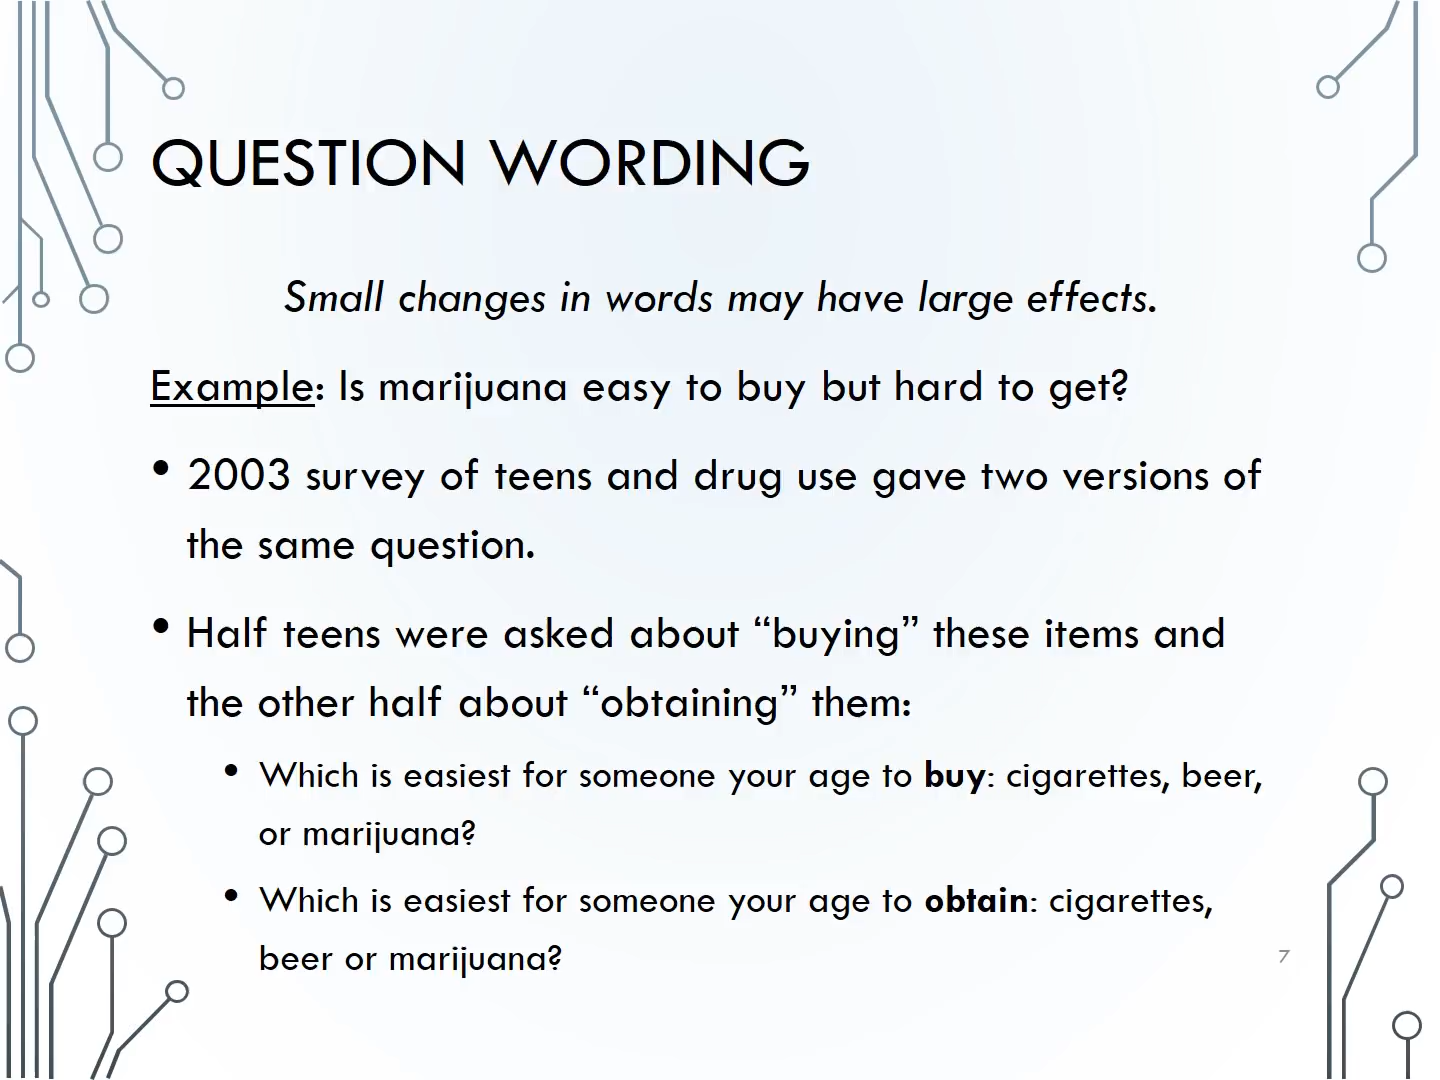 QUESTION WORDING
Small changes in words may have large effects.
Example: Is marijuana easy to buy but hard to get?
• 2003 survey of teens and drug use gave two versions of
the same question.
• Half teens were asked about “buying” these items and
the other half about “obtaining” them:
• Which is easiest for someone your age to buy: cigarettes, beer,
or marijuana?
• Which is easiest for someone your age to obtain: cigarettes,
beer or marijuana?
7